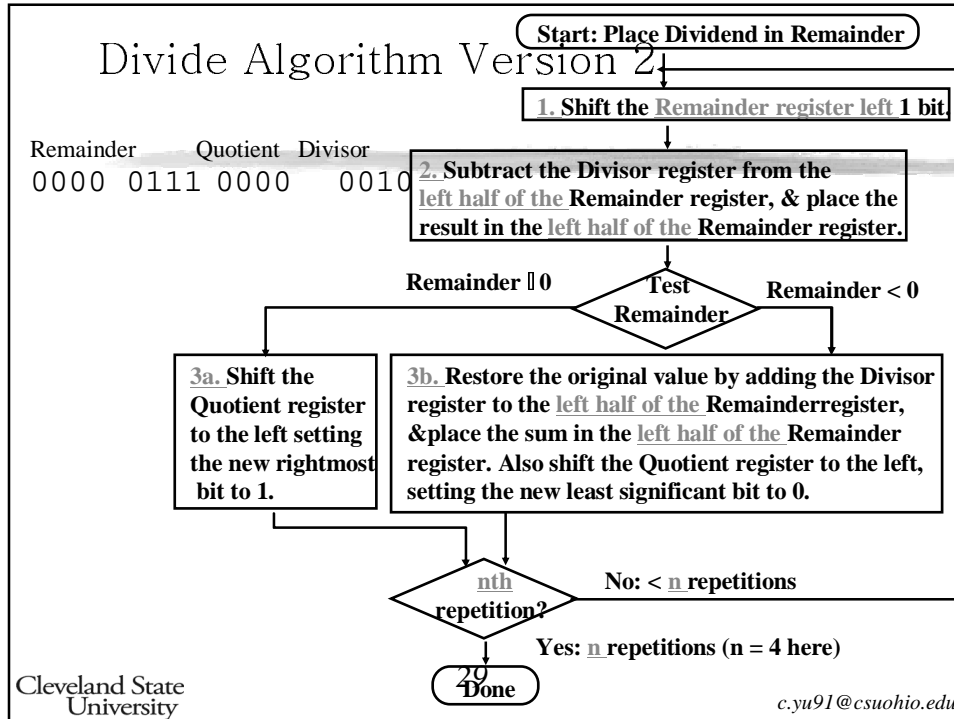 Start: Place Dividend in Remainder
Divide Algorithm Version 2
1. Shift the Remainder register left 1 bit.
Remainder Quotient Divisor
0000 0111 0000 0010
2. Subtract the Divisor register from the
left half of the Remainder register, & place the
result in the left half of the Remainder register.
Remainder ▯ 0
Test
Remainder
Remainder < 0
3a. Shift the
Quotient register
to the left setting
the new rightmost
bit to 1.
3b. Restore the original value by adding the Divisor
register to the left half of the Remainderregister,
&place the sum in the left half of the Remainder
register. Also shift the Quotient register to the left,
setting the new least significant bit to 0.
nth
repetition?
No: < n repetitions
Yes: n repetitions (n = 4 here)
29
Done
Cleveland State
University
c.yu91@csuohio.edu